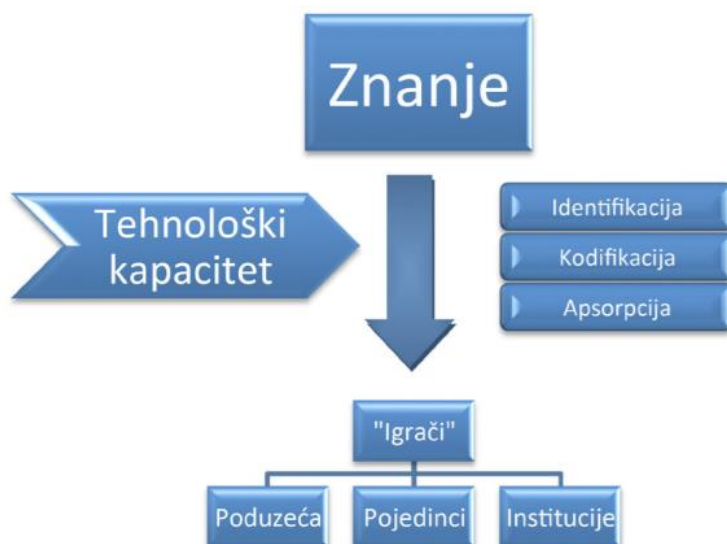 Znanje
Tehnološki
kapacitet
Identifikacija
Kodifikacija
Apsorpcija
"Igrači"
Poduzeća
Pojedinci
Institucije